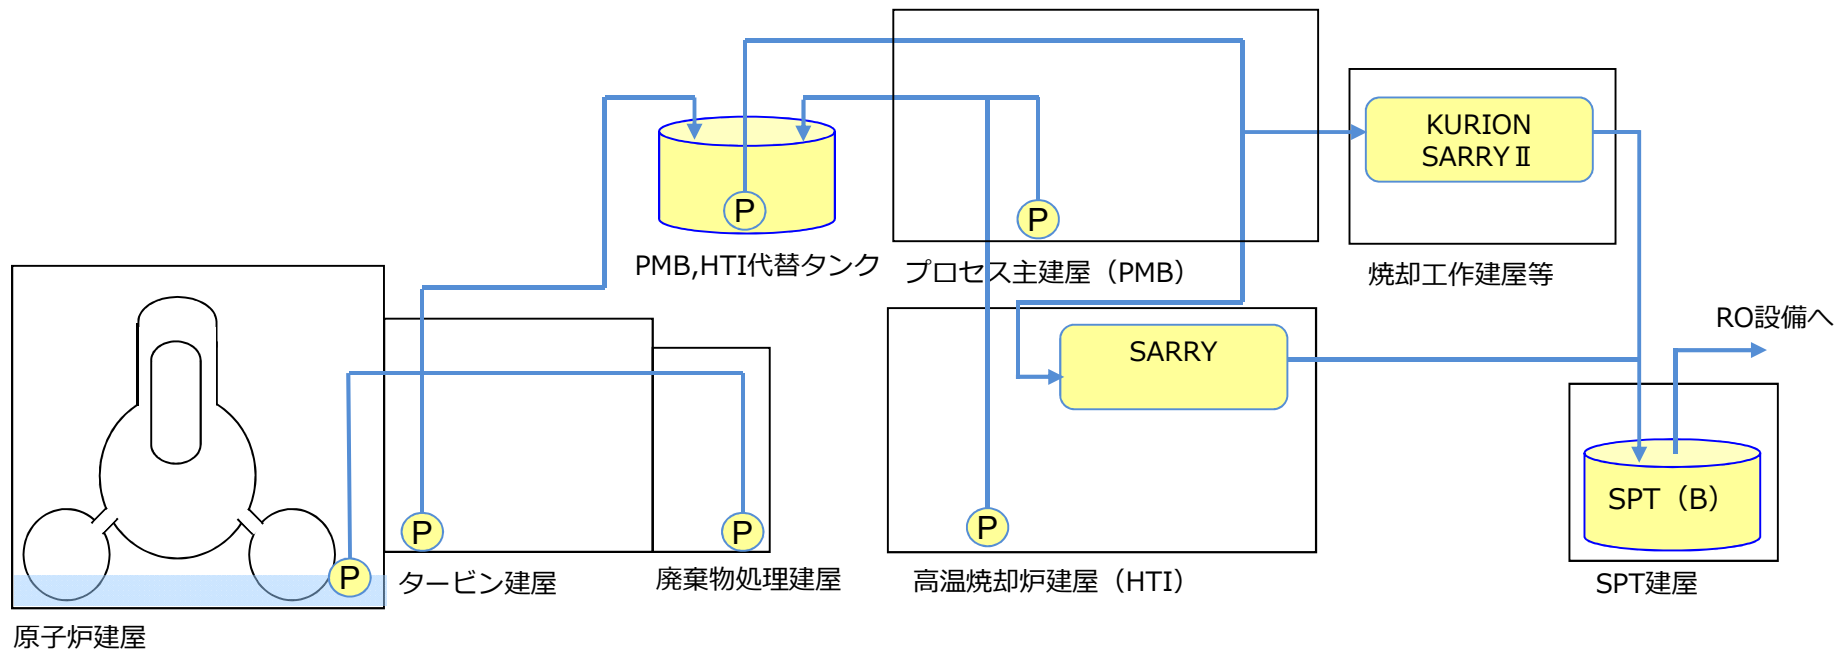 KURION
SARRYⅡ
P
P
PMB,HTI代替タンク
プロセス主建屋（PMB）
焼却工作建屋等
RO設備へ
SARRY
SPT（B）
P
P
P
P
タービン建屋
廃棄物処理建屋
高温焼却炉建屋（HTI）
SPT建屋
原子炉建屋